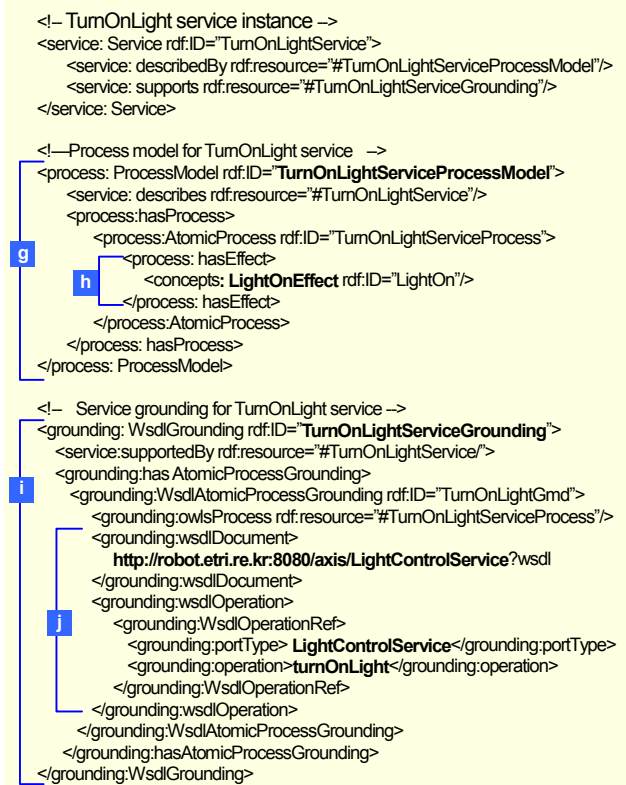 <!– TurnOnLight service instance –>
<service: Service rdf:ID=”TurnOnLightService”>
<service: describedBy rdf:resource=”#TurnOnLightServiceProcessModel”/>
<service: supports rdf:resource=”#TurnOnLightServiceGrounding”/>
</service: Service>
<!—Process model for TurnOnLight service –>
<process: ProcessModel rdf:ID=”TurnOnLightServiceProcessModel”>
<service: describes rdf:resource=”#TurnOnLightService”/>
<process:hasProcess>
<process:AtomicProcess rdf:ID=”TurnOnLightServiceProcess”>
g
<process: hasEffect>
h
<concepts: LightOnEffect rdf:ID=”LightOn”/>
</process: hasEffect>
</process:AtomicProcess>
</process: hasProcess>
</process: ProcessModel>
<!– Service grounding for TurnOnLight service –>
<grounding: WsdlGrounding rdf:ID=”TurnOnLightServiceGrounding”>
<service:supportedBy rdf:resource=”#TurnOnLightService/”>
<grounding:has AtomicProcessGrounding>
i
<grounding:WsdlAtomicProcessGrounding rdf:ID=”TurnOnLightGrnd”>
<grounding:owlsProcess rdf:resource=”#TurnOnLightServiceProcess”/>
<grounding:wsdlDocument>
http://robot.etri.re.kr:8080/axis/LightControlService?wsdl
</grounding:wsdlDocument>
<grounding:wsdlOperation>
j
<grounding:WsdlOperationRef>
<grounding:portType> LightControlService</grounding:portType>
<grounding:operation>turnOnLight</grounding:operation>
</grounding:WsdlOperationRef>
</grounding:wsdlOperation>
</grounding:WsdlAtomicProcessGrounding>
</grounding:hasAtomicProcessGrounding>
</grounding:WsdlGrounding>